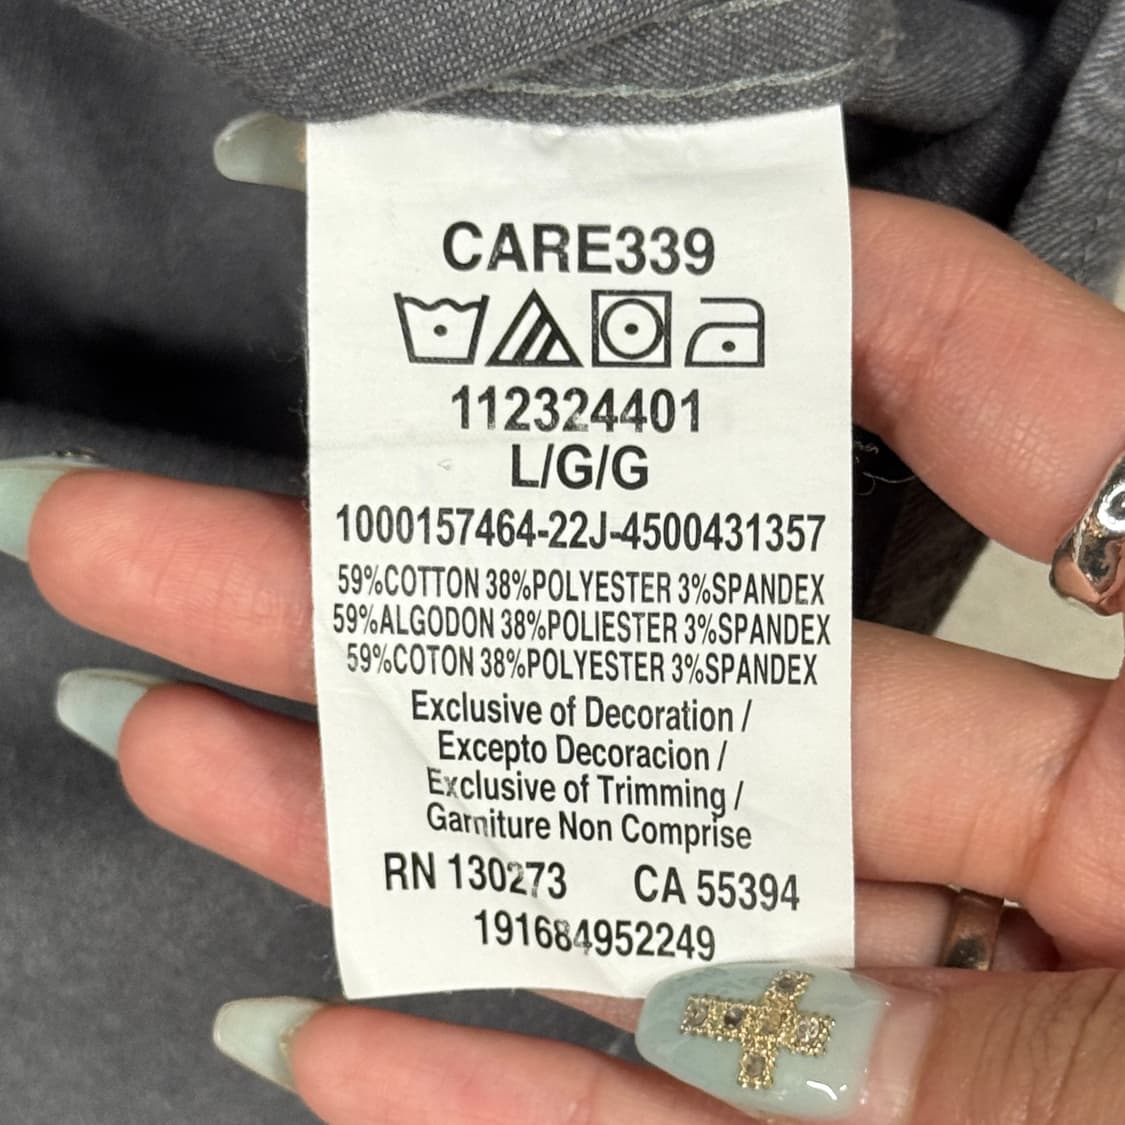 CARE339
112324401
L/G/G
1000157464-22J-4500431357
59%COTTON 38%POLYESTER 3%SPANDEX
59%ALGODON 38%POLIESTER 3%SPANDEX
59%COTON 38%POLYESTER 3%SPANDEX
Exclusive of Decoration /
Excepto Decoracion /
Exclusive of Trimming /
Garniture Non Comprise
RN 130273 CA 55394
191684952249